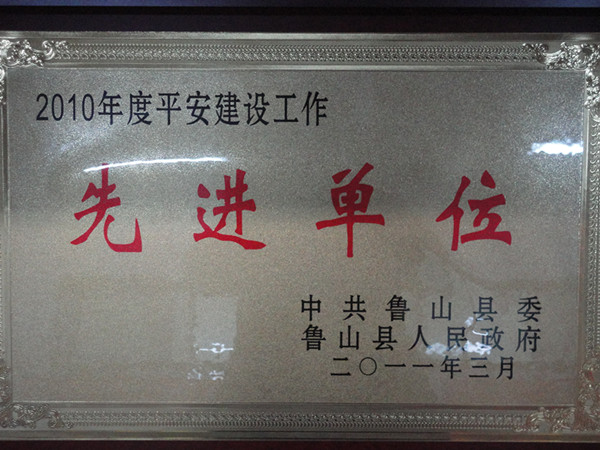 2010年度平安建设工作
先进单位
中共鲁山县委
鲁山县人民政府
二〇一一年三月